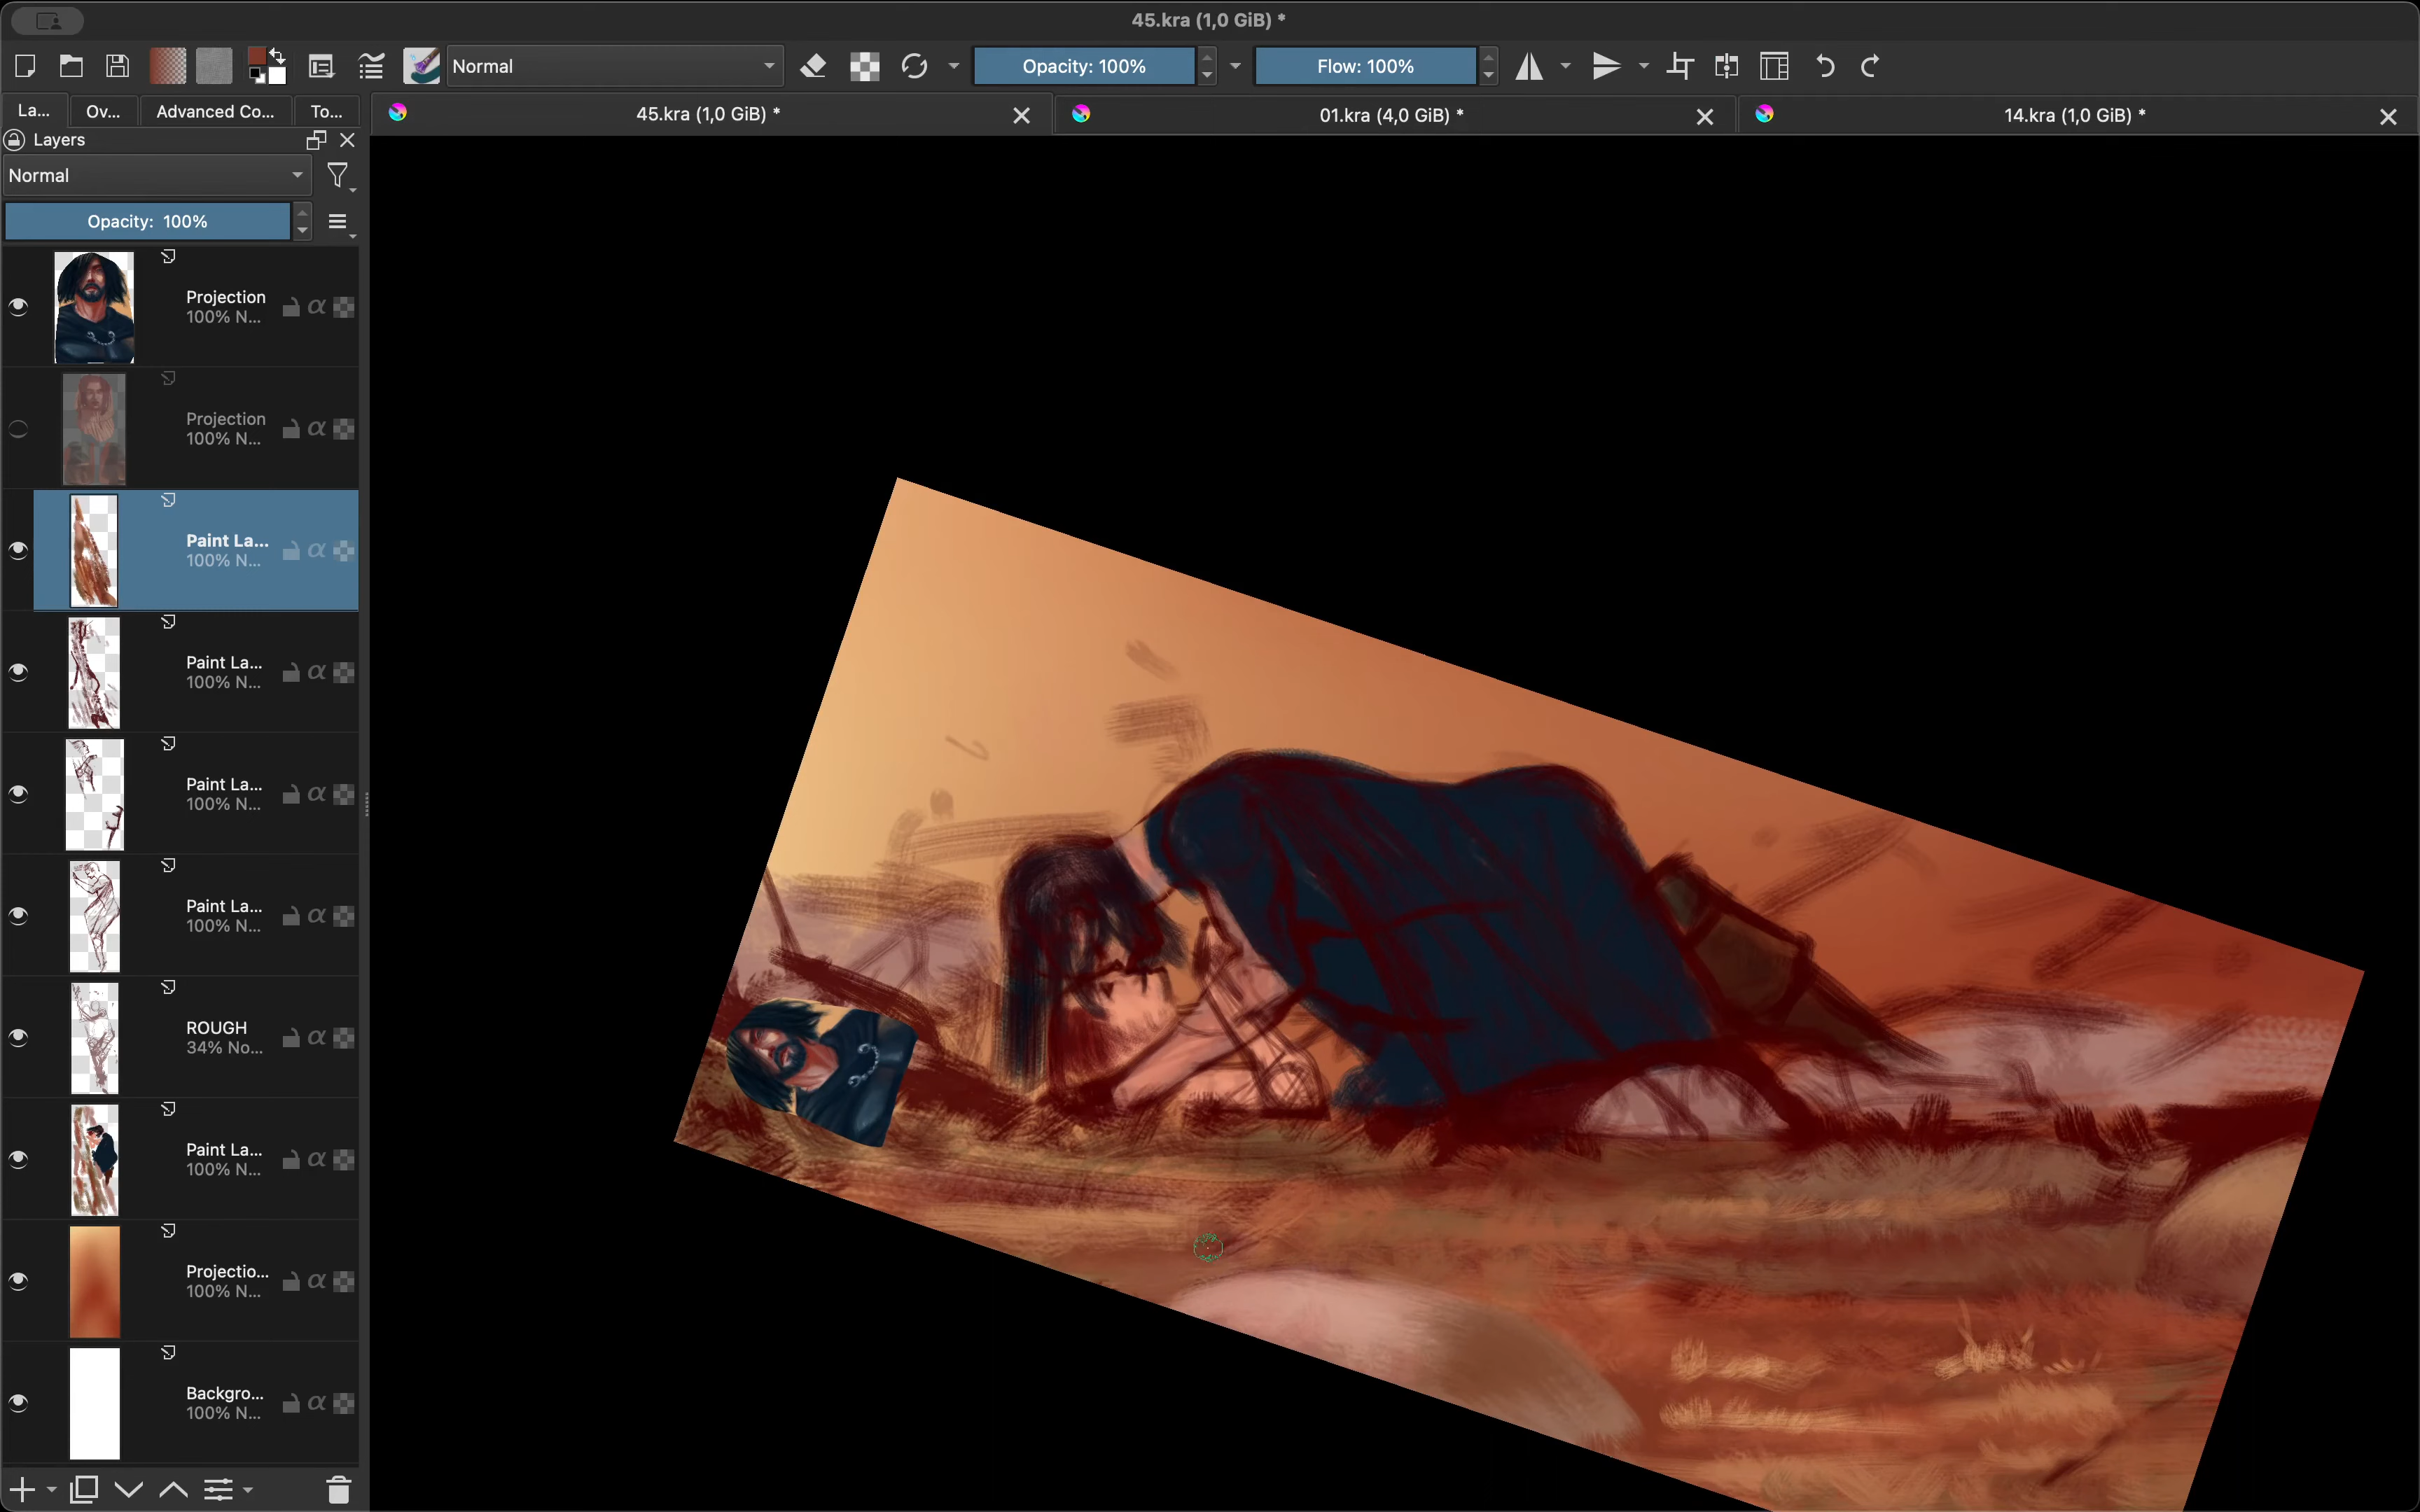 45.kra (1,0 GiB) *
Normal
Opacity: 100%
Flow: 100%
La...
Ov...
Advanced Co...
To...
45.kra (1,0 GiB) *
01.kra (4,0 GiB) *
14.kra (1,0 GiB) *
Layers
Normal
Opacity: 100%
Projection
100% N...
Projection
100% N...
Paint La...
100% N...
Paint La...
100% N...
Paint La...
100% N...
Paint La...
100% N...
ROUGH
34% No...
Paint La...
100% N...
Projectio...
100% N...
Backgro...
100% N...